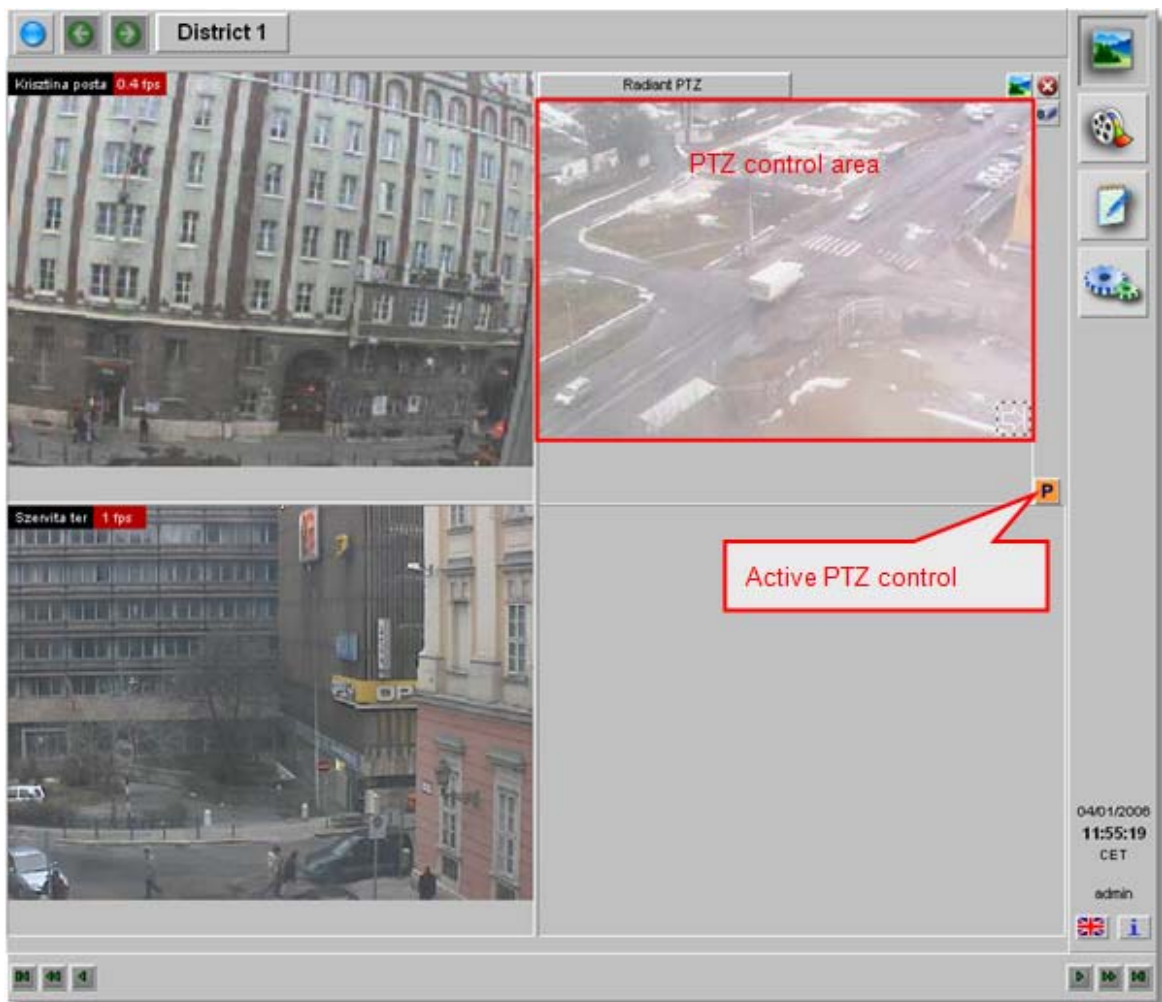 District 1
Krisztina posta 0.4 fps
Radiant PTZ
PTZ control area
P
Active PTZ control
Szervita ter 1 fps
OP
04/01/2006
11:55:19
CET
admin
i